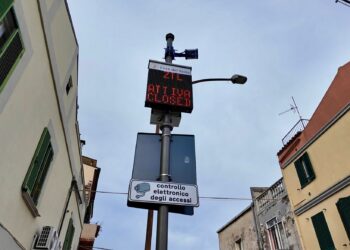 ZTL
ATTIVA
CLOSED
controllo
elettronico
degli accessi